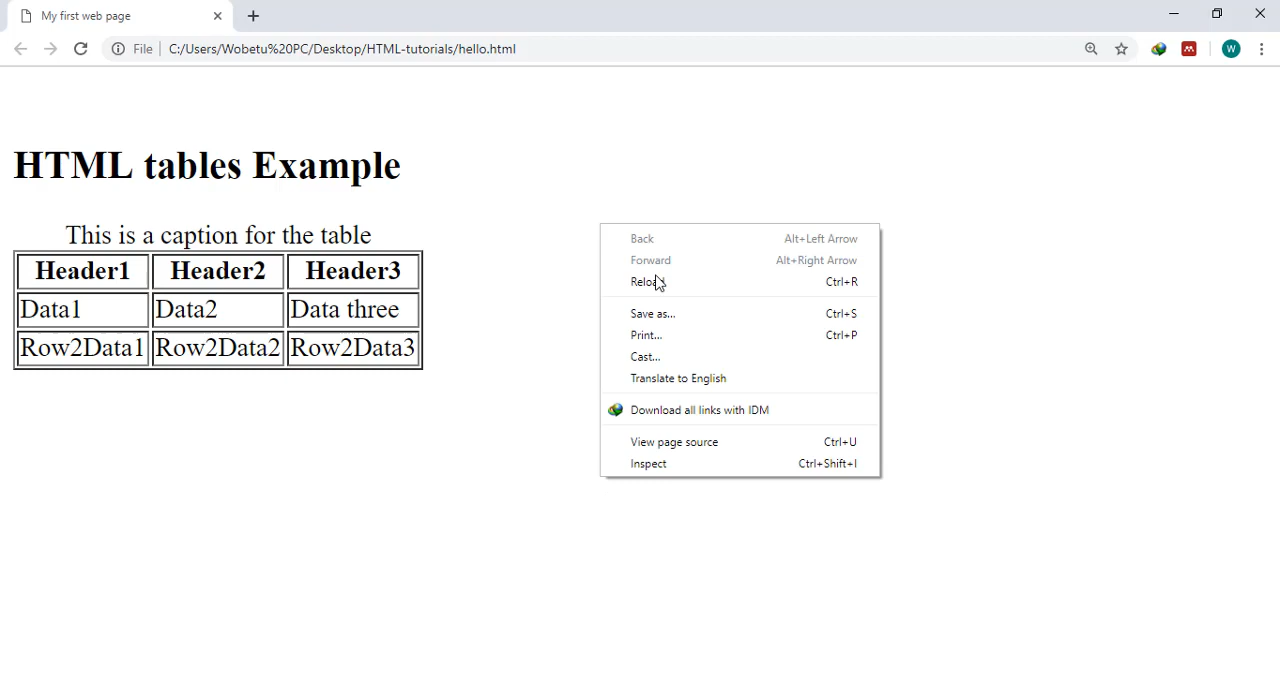 My first web page
File C:/Users/Wobetu%20PC/Desktop/HTML-tutorials/hello.html
W
HTML tables Example
This is a caption for the table
Header1 Header2 Header3
Data1 Data2 Data three
Row2Data1 Row2Data2 Row2Data3
Back Alt+Left Arrow
Forward Alt+Right Arrow
Reload Ctrl+R
Save as... Ctrl+S
Print... Ctrl+P
Cast...
Translate to English
Download all links with IDM
View page source Ctrl+U
Inspect Ctrl+Shift+I